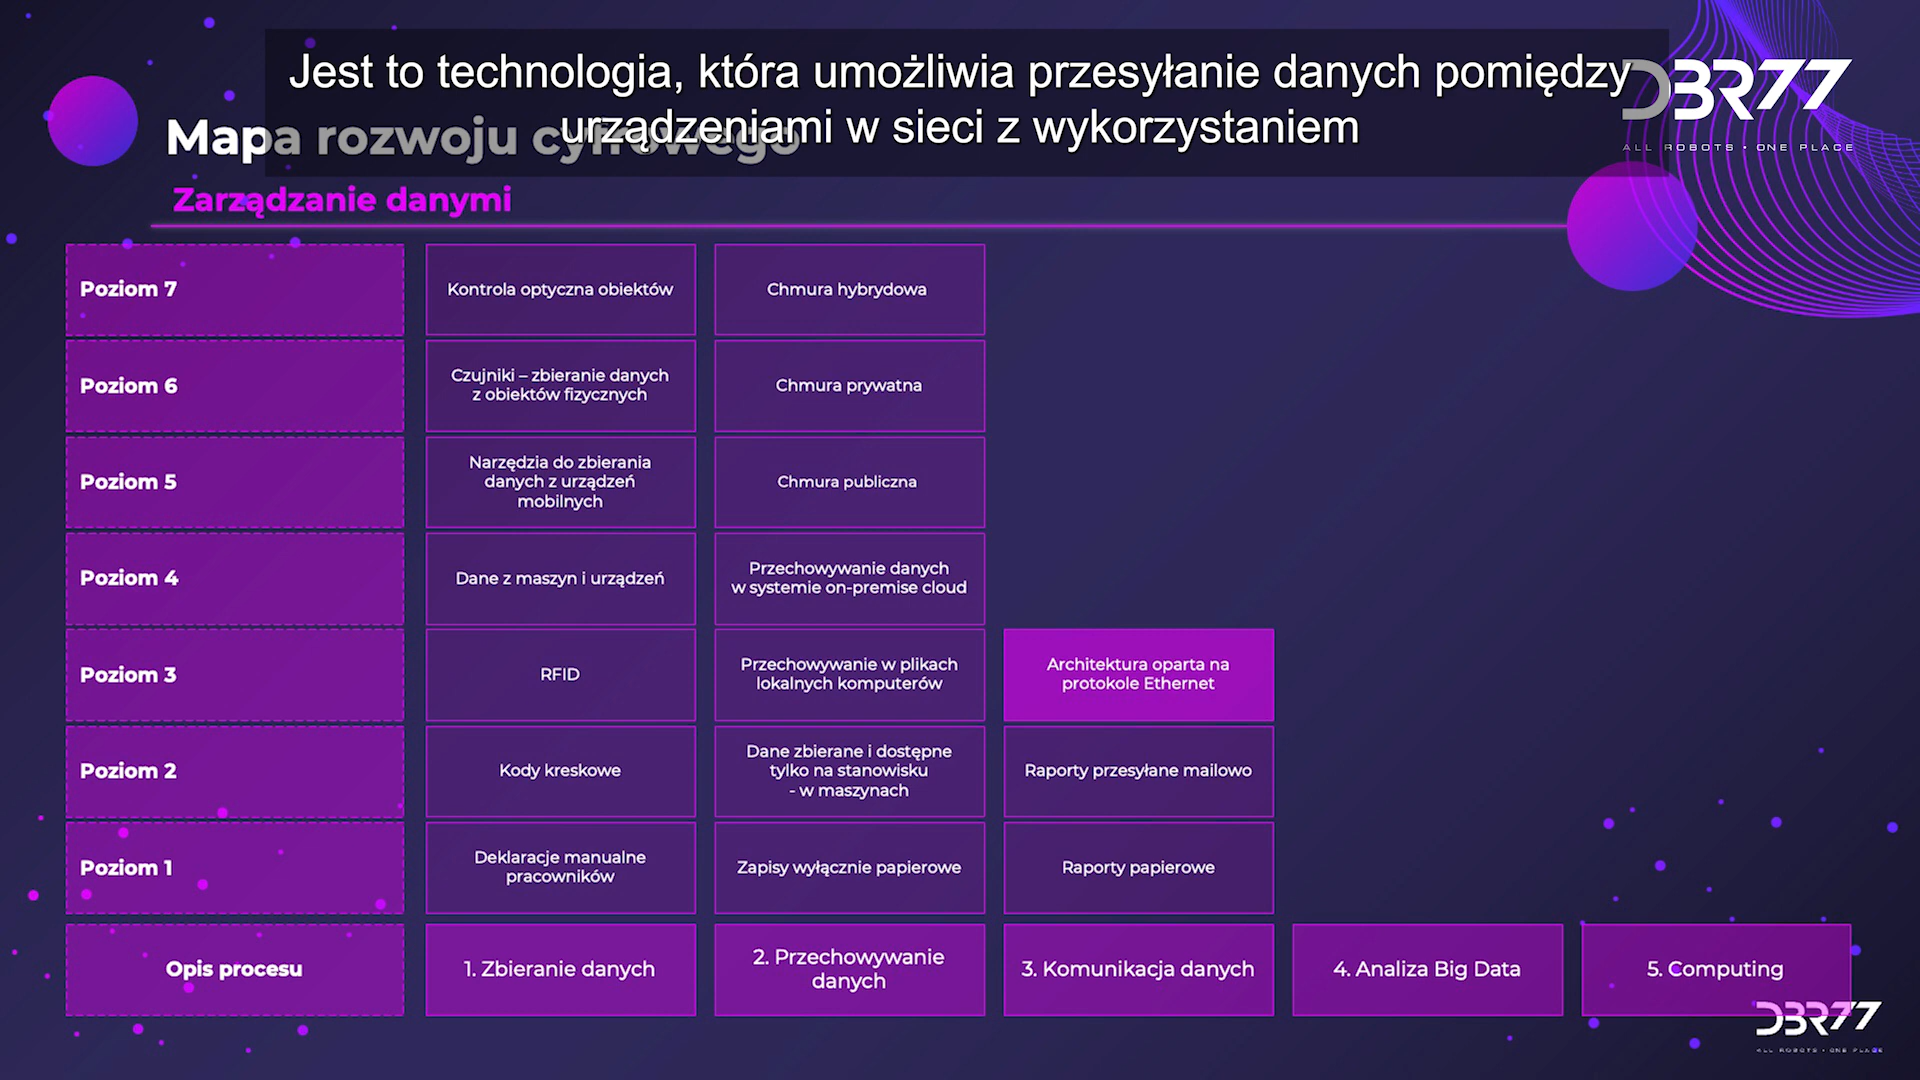 Jest to technologia, która umożliwia przesyłanie danych pomiędzy
urządzeniami w sieci z wykorzystaniem
DBR77
ALL ROBOTS • ONE PLACE
Mapa rozwoju cyfrowego
Zarządzanie danymi
Poziom 7
Kontrola optyczna obiektów
Chmura hybrydowa
Poziom 6
Czujniki – zbieranie danych
z obiektów fizycznych
Chmura prywatna
Poziom 5
Narzędzia do zbierania
danych z urządzeń
mobilnych
Chmura publiczna
Poziom 4
Dane z maszyn i urządzeń
Przechowywanie danych
w systemie on-premise cloud
Poziom 3
RFID
Przechowywanie w plikach
lokalnych komputerów
Architektura oparta na
protokole Ethernet
Poziom 2
Kody kreskowe
Dane zbierane i dostępne
tylko na stanowisku
- w maszynach
Raporty przesyłane mailowo
Poziom 1
Deklaracje manualne
pracowników
Zapisy wyłącznie papierowe
Raporty papierowe
Opis procesu
1. Zbieranie danych
2. Przechowywanie
danych
3. Komunikacja danych
4. Analiza Big Data
5. Computing
DBR77
ALL ROBOTS • ONE PLACE